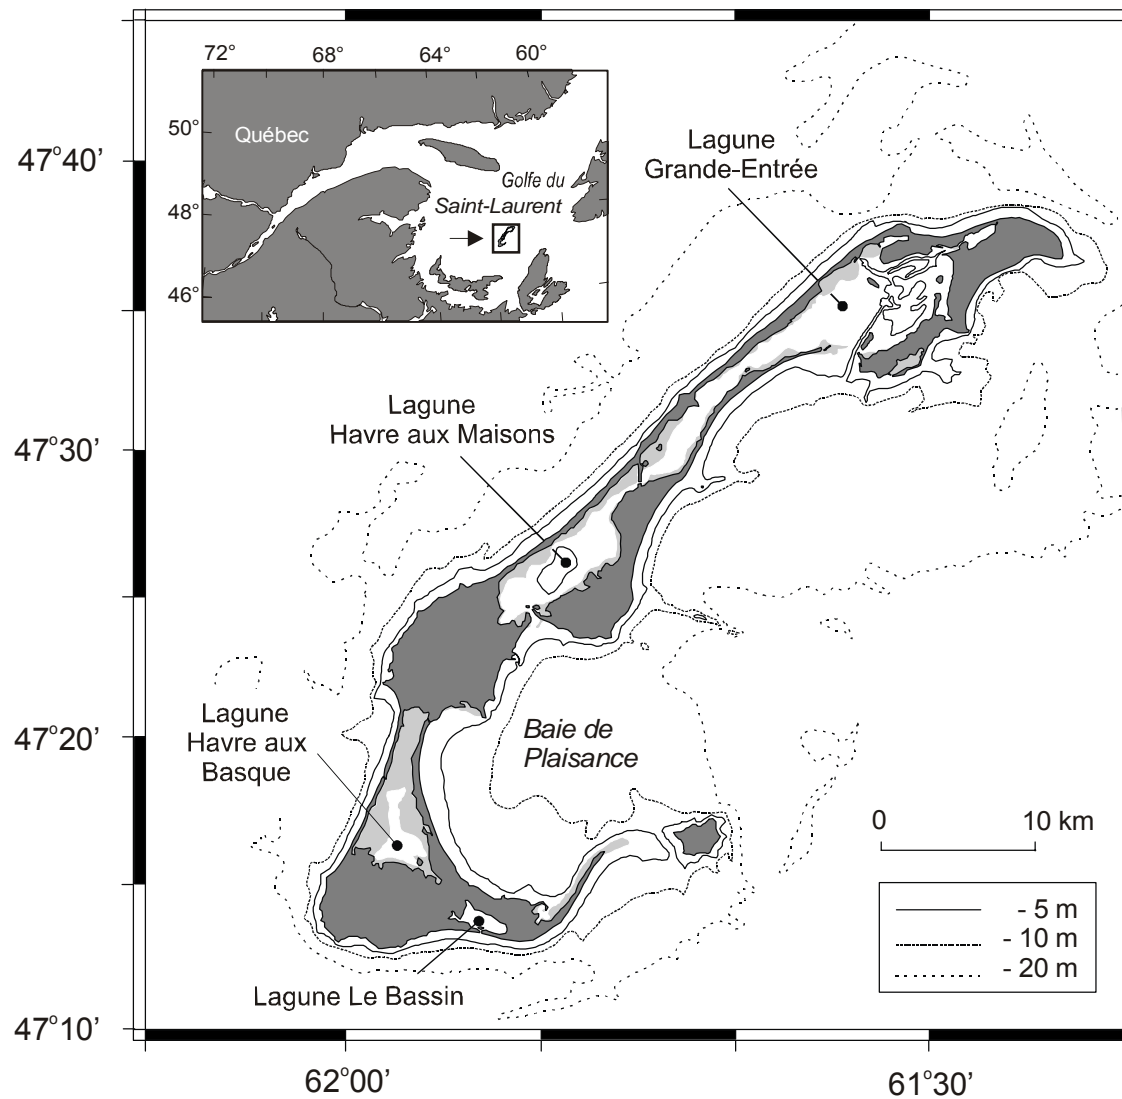 72°
68°
64°
60°
50°
Québec
Golfe du
Saint-Laurent
48°
46°
47°40’
Lagune
Grande-Entrée
Lagune
Havre aux Maisons
47°30’
Lagune
Havre aux
Basque
Baie de
Plaisance
47°20’
0
10 km
- 5 m
- 10 m
- 20 m
Lagune Le Bassin
47°10’
62°00’
61°30’